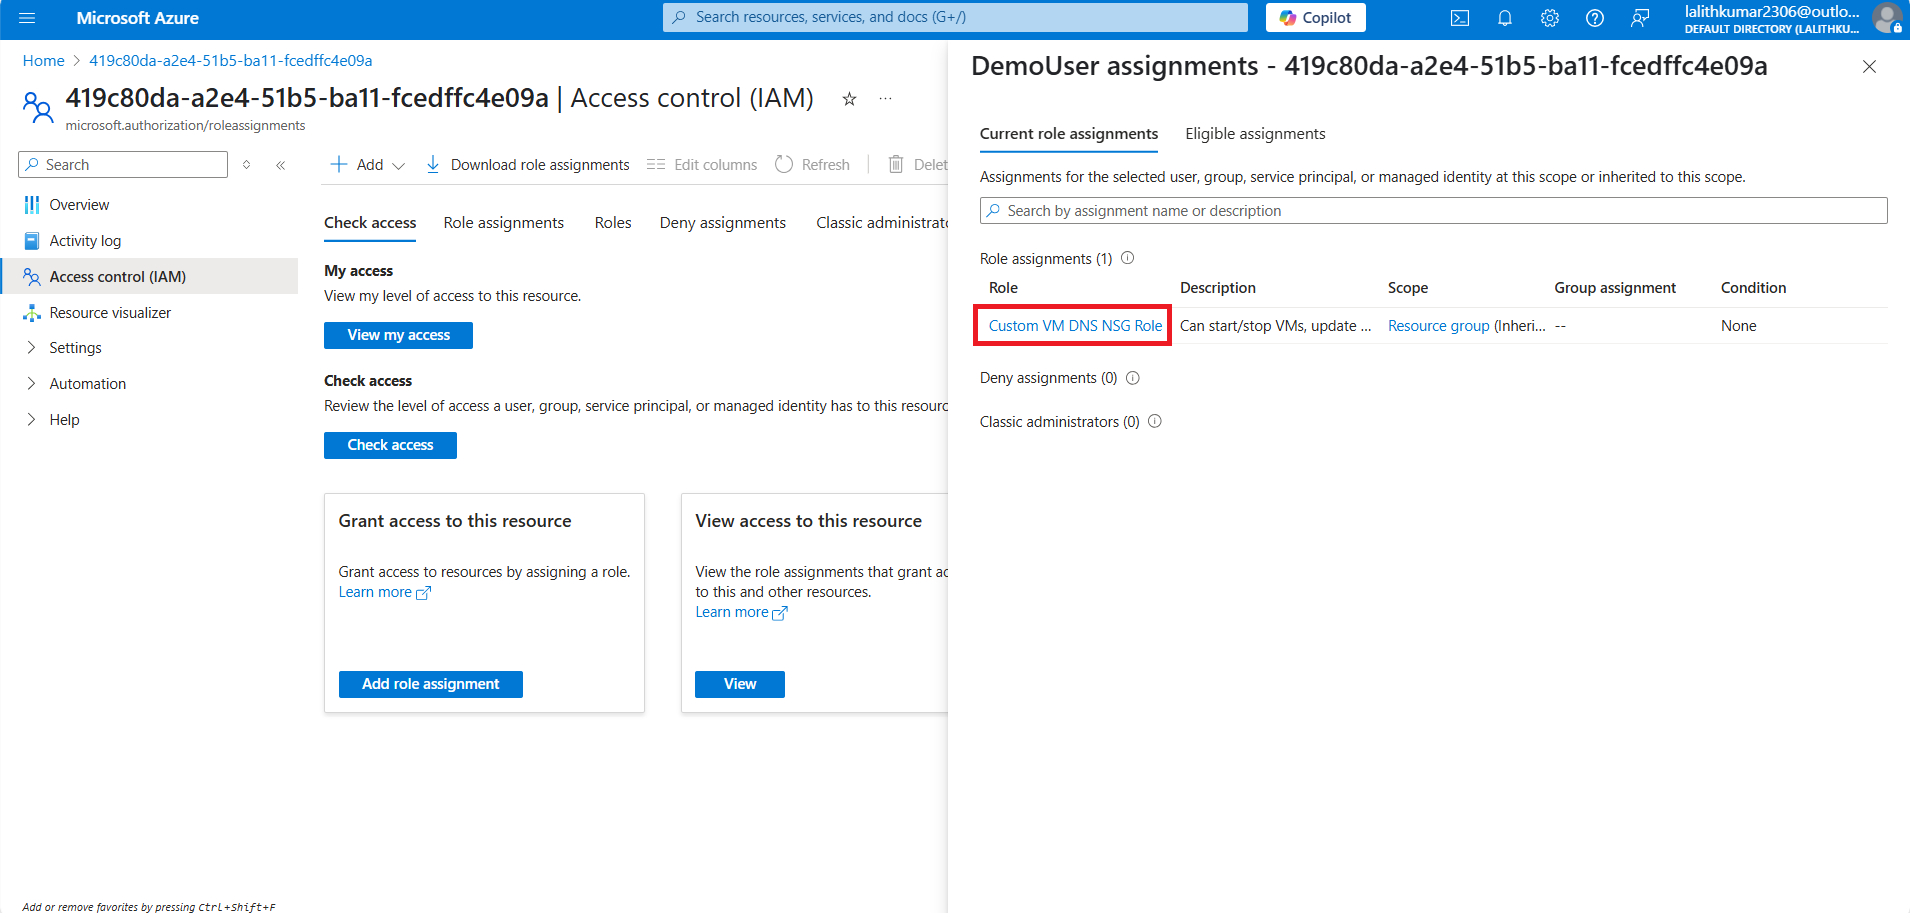 Microsoft Azure
Search resources, services, and docs (G+/)
Copilot
lalithkumar2306@outlo...
DEFAULT DIRECTORY (LALITHKU...
Home > 419c80da-a2e4-51b5-ba11-fcedffc4e09a
419c80da-a2e4-51b5-ba11-fcedffc4e09a | Access control (IAM)
microsoft.authorization/roleassignments
Search
Overview
Activity log
Access control (IAM)
Resource visualizer
Settings
Automation
Help
Add or remove favorites by pressing Ctrl+Shift+F
Add
Download role assignments
Edit columns
Refresh
Delet
Check access
Role assignments
Roles
Deny assignments
Classic administrato
My access
View my level of access to this resource.
View my access
Check access
Review the level of access a user, group, service principal, or managed identity has to this resourc
Check access
Grant access to this resource
Grant access to resources by assigning a role.
Learn more
Add role assignment
View access to this resource
View the role assignments that grant ac
to this and other resources.
Learn more
View
DemoUser assignments - 419c80da-a2e4-51b5-ba11-fcedffc4e09a
Current role assignments
Eligible assignments
Assignments for the selected user, group, service principal, or managed identity at this scope or inherited to this scope.
Search by assignment name or description
Role assignments (1)
Role Description Scope Group assignment Condition
Custom VM DNS NSG Role Can start/stop VMs, update ... Resource group (Inheri... -- None
Deny assignments (0)
Classic administrators (0)